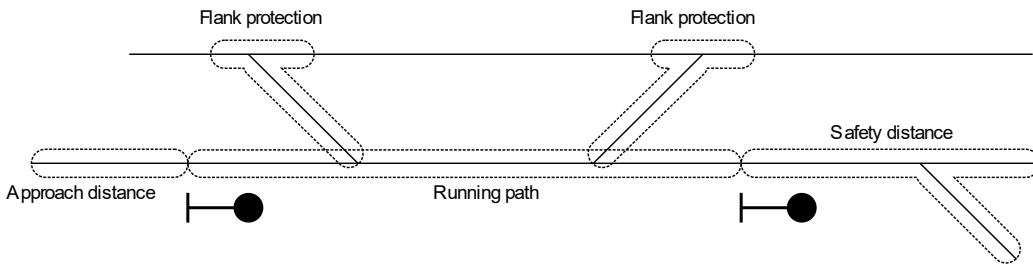 Flank protection
Flank protection
Safety distance
Approach distance
Running path